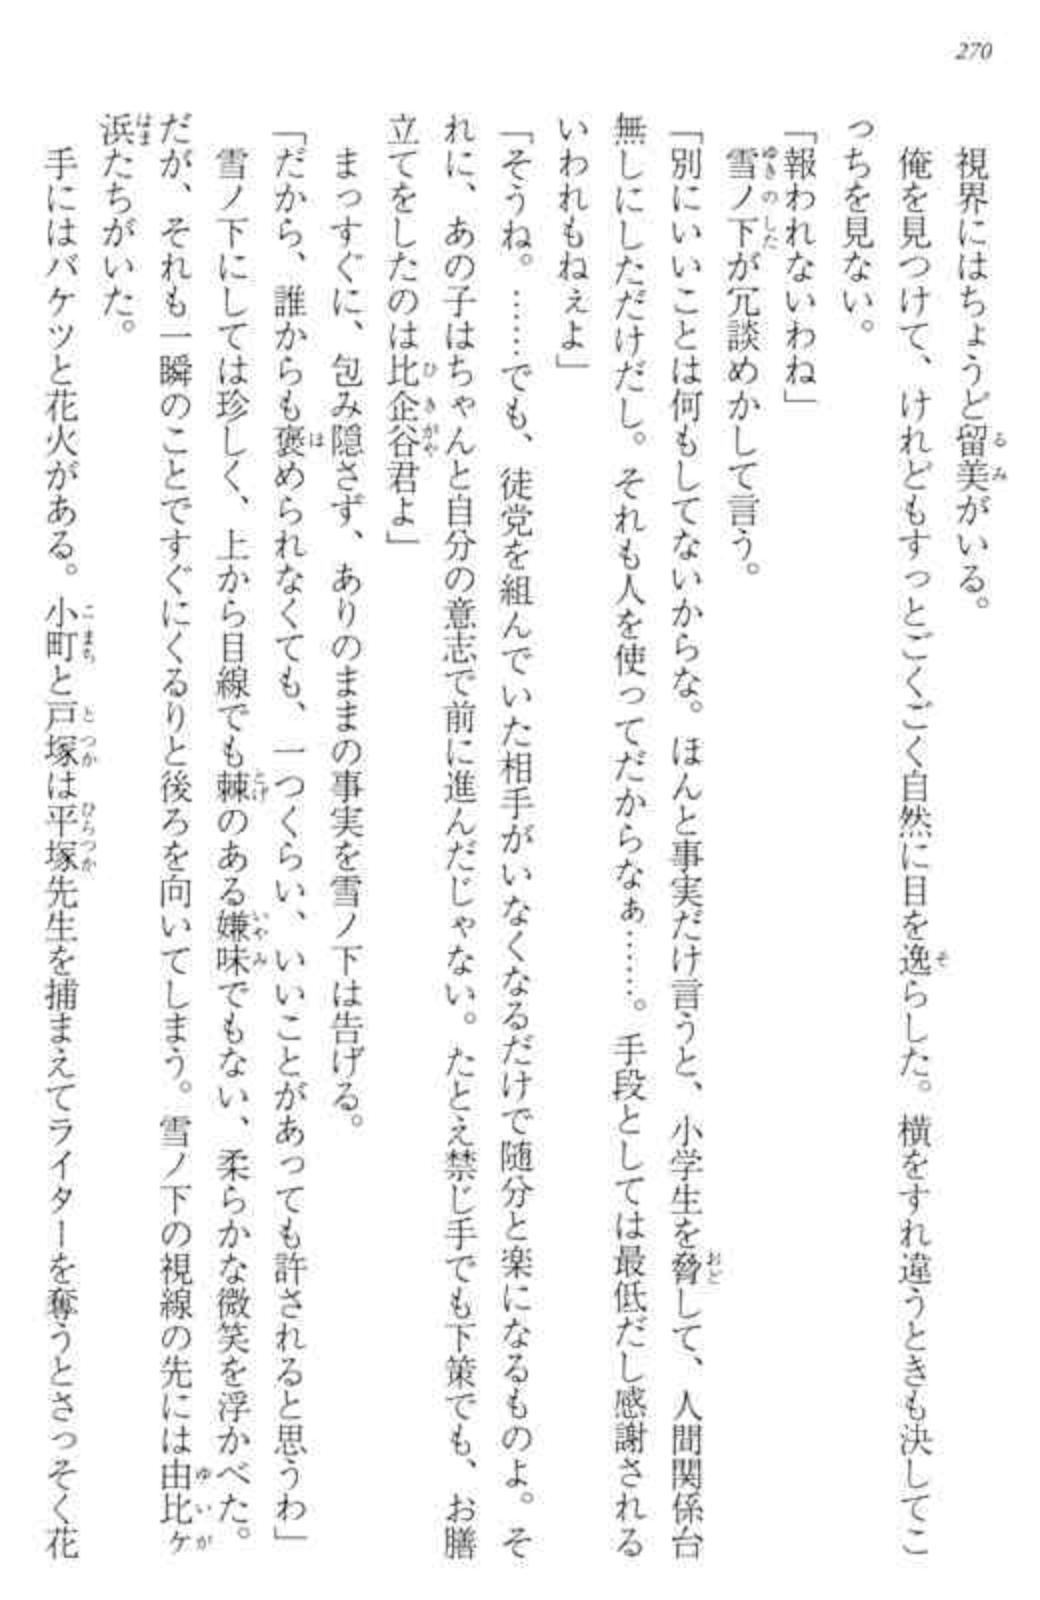 270
視界にはちょうど留美がいる。
俺を見つけて、けれどもすっとごくごく自然に目を逸らした。横をすれ違うときも決してこ
っちを見ない。
「報われないわね」
雪ノ下が冗談めかして言う。
「別にいいことは何もしてないからな。ほんと事実だけ言うと、小学生を脅して、人間関係台
無しにしただけだし。それも人を使ってだからなぁ……。手段としては最低だし感謝される
いわれもねぇよ」
「そうね。……でも、徒党を組んでいた相手がいなくなるだけで随分と楽になるものよ。そ
れに、あの子はちゃんと自分の意志で前に進んだじゃない。たとえ禁じ手でも下策でも、お膳
立てをしたのは比企谷君よ」
まっすぐに、包み隠さず、ありのままの事実を雪ノ下は告げる。
「だから、誰からも褒められなくても、一つくらい、いいことがあっても許されると思うわ」
雪ノ下にしては珍しく、上から目線でも棘のある嫌味でもない、柔らかな微笑を浮かべた。
だが、それも一瞬のことですぐにくるりと後ろを向いてしまう。雪ノ下の視線の先には由比ヶ
浜たちがいた。
手にはバケツと花火がある。小町と戸塚は平塚先生を捕まえてライターを奪うとさっそく花